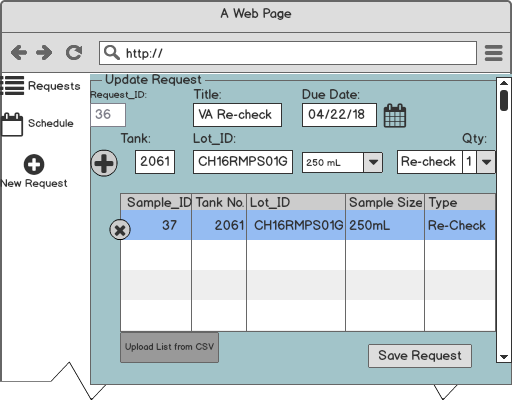 A Web Page
http://
Requests
Schedule
New Request
Update Request
Request_ID: Title: Due Date:
36 VA Re-check 04/22/18
Tank: Lot_ID: Qty:
2061 CH16RMPS01G 250 mL Re-check 1
Sample_ID Tank No. Lot_ID Sample Size Type
37 2061 CH16RMPS01G 250mL Re-Check
Upload List from CSV
Save Request